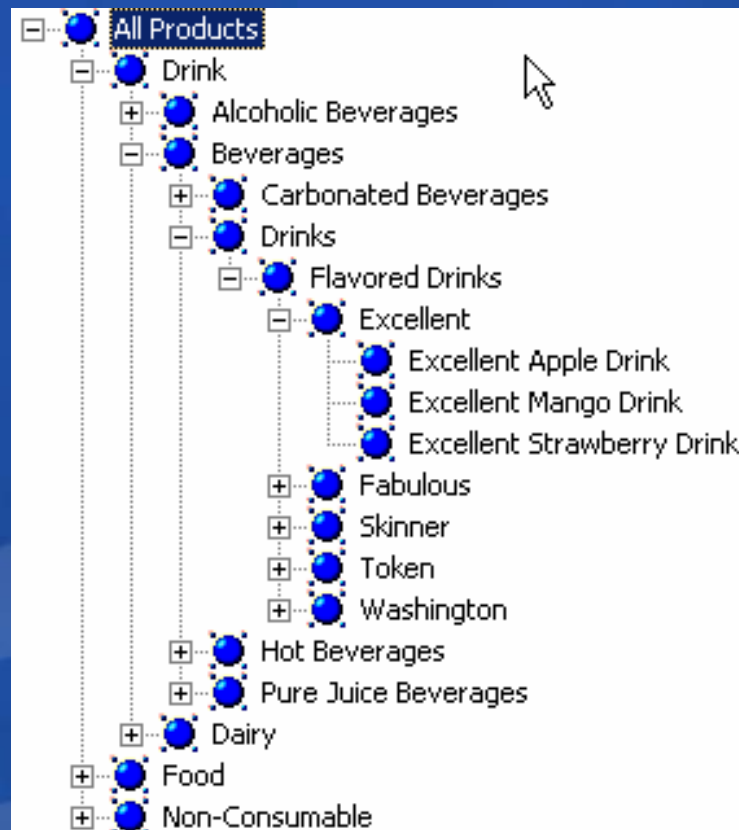 All Products
Drink
Alcoholic Beverages
Beverages
Carbonated Beverages
Drinks
Flavored Drinks
Excellent
Excellent Apple Drink
Excellent Mango Drink
Excellent Strawberry Drink
Fabulous
Skinner
Token
Washington
Hot Beverages
Pure Juice Beverages
Dairy
Food
Non-Consumable